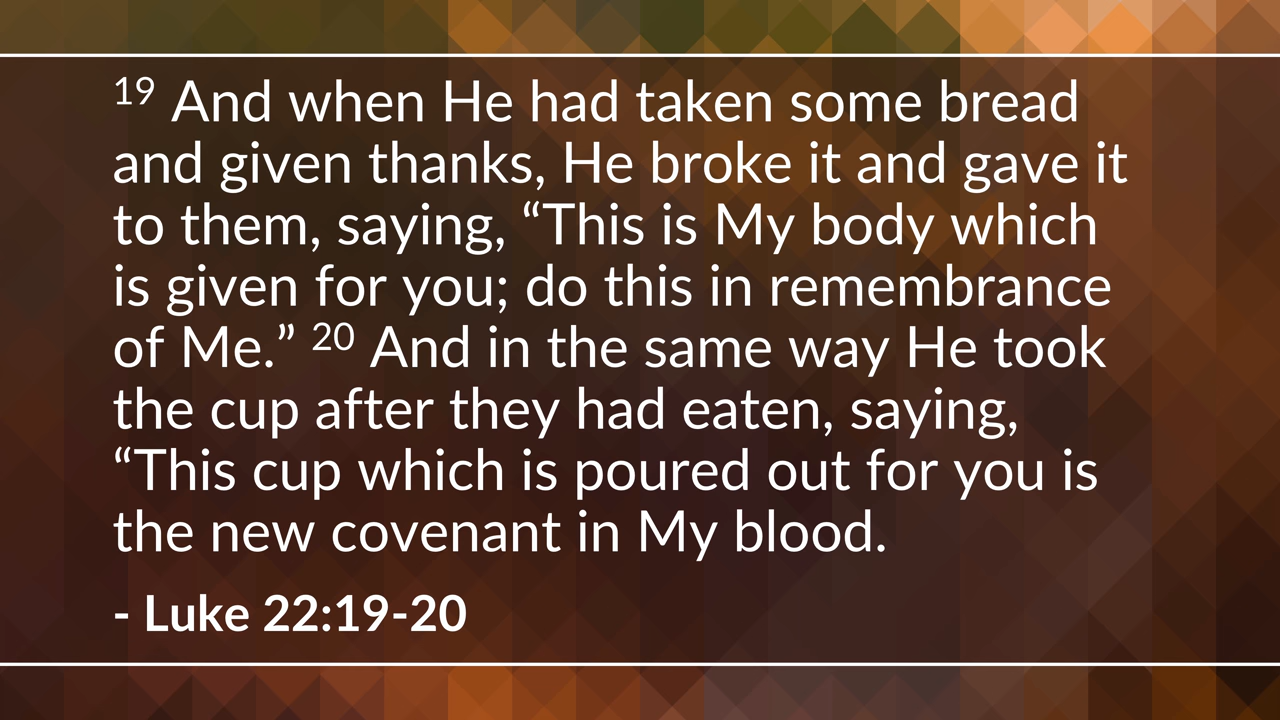 19 And when He had taken some bread
and given thanks, He broke it and gave it
to them, saying, “This is My body which
is given for you; do this in remembrance
of Me.” 20 And in the same way He took
the cup after they had eaten, saying,
“This cup which is poured out for you is
the new covenant in My blood.
- Luke 22:19-20